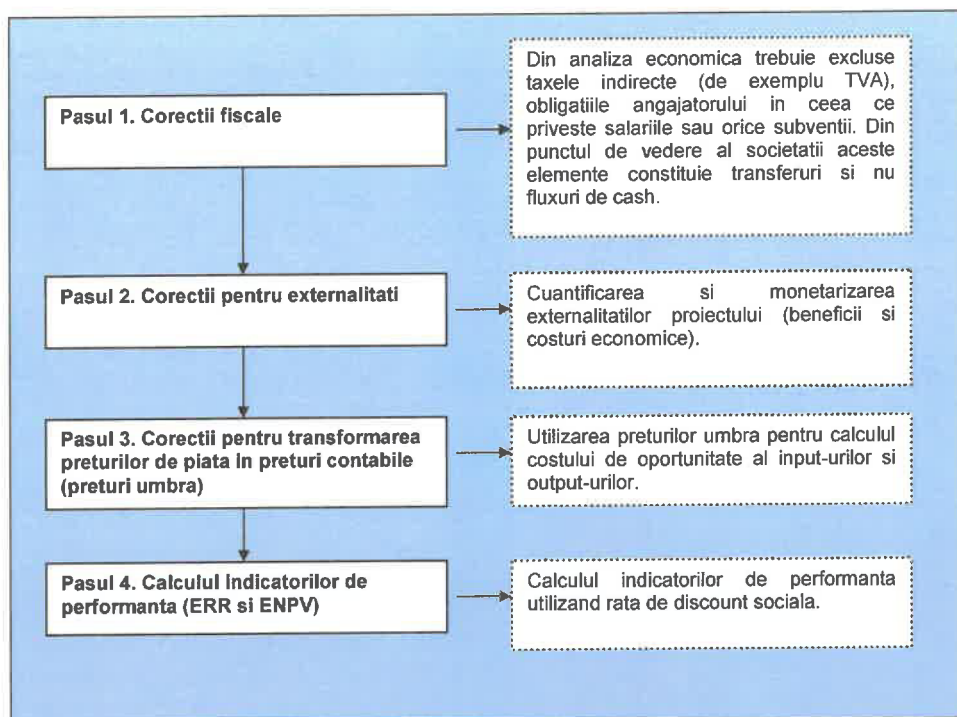 Pasul 1. Corectii fiscale
Din analiza economica trebuie excluse
taxele indirecte (de exemplu TVA),
obligatiile angajatorului in ceea ce
priveste salariile sau orice subventii. Din
punctul de vedere al societatii aceste
elemente constituie transferuri si nu
fluxuri de cash.
Pasul 2. Corectii pentru externalitati
Cuantificarea si monetarizarea
externalitatilor proiectului (beneficii si
costuri economice).
Pasul 3. Corectii pentru transformarea
preturilor de piata in preturi contabile
(preturi umbra)
Utilizarea preturilor umbra pentru calculul
costului de oportunitate al input-urilor si
output-urilor.
Pasul 4. Calculul indicatorilor de
performanta (ERR si ENPV)
Calculul indicatorilor de performanta
utilizand rata de discount sociala.